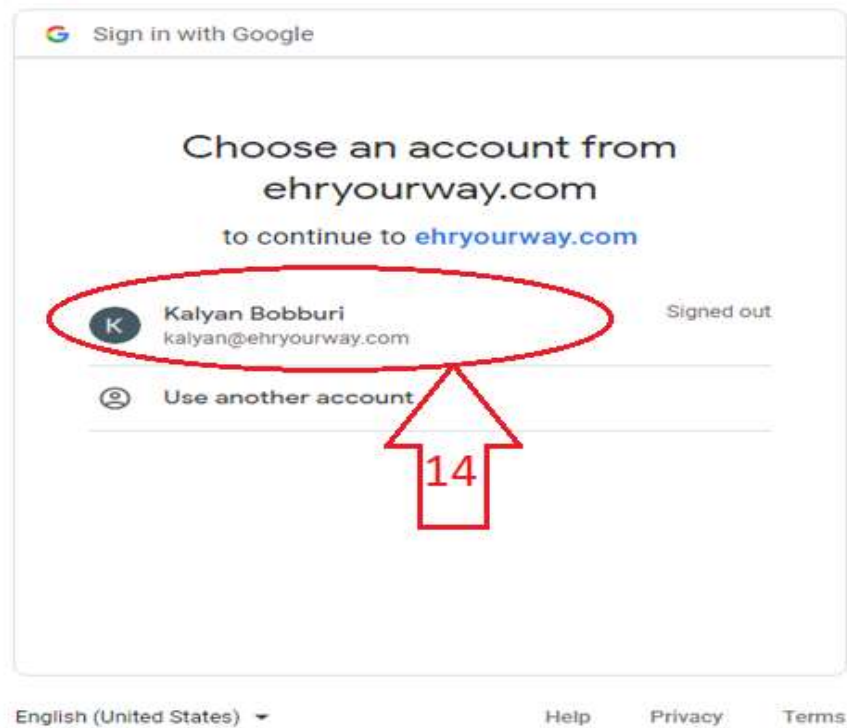 Sign in with Google
Choose an account from
ehryourway.com
to continue to ehryourway.com
K
Kalyan Bobburi
Signed out
kalyan@ehryourway.com
Use another account
14
English (United States)
Help Privacy Terms